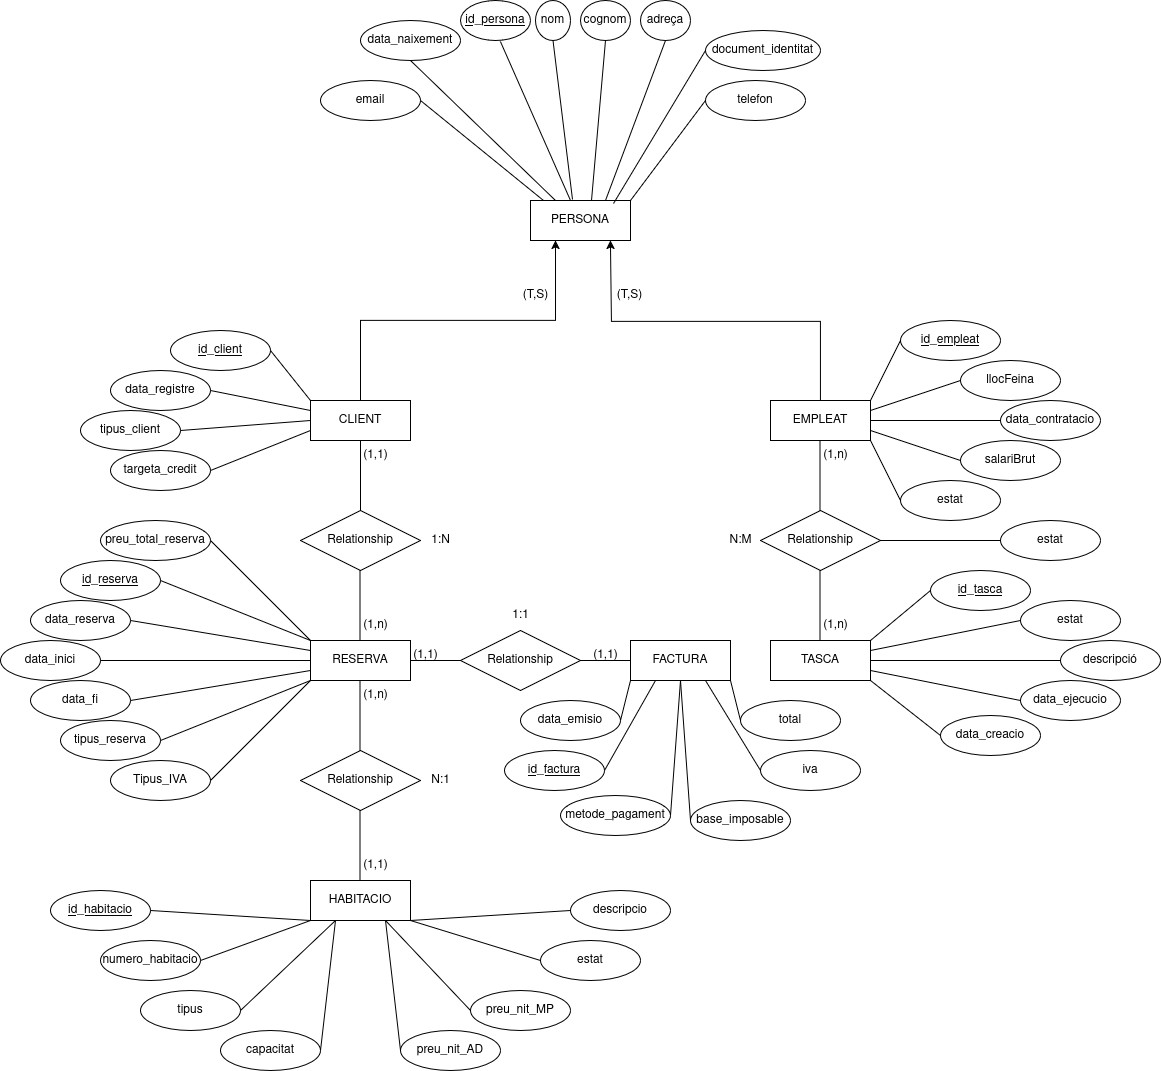 id_persona
nom
cognom
adreça
data_naixement
document_identitat
email
telefon
PERSONA
(T,S)
(T,S)
id_client
data_registre
tipus_client
targeta_credit
CLIENT
(1,1)
id_empleat
llocFeina
data_contratacio
salariBrut
estat
EMPLEAT
(1,n)
Relationship
1:N
N:M
Relationship
estat
preu_total_reserva
id_reserva
data_reserva
data_inici
data_fi
tipus_reserva
Tipus_IVA
(1,n)
RESERVA
(1,1)
1:1
Relationship
(1,1)
FACTURA
(1,n)
TASCA
id_tasca
estat
descripció
data_ejecucio
data_creacio
(1,n)
data_emisio
total
id_factura
iva
metode_pagament
base_imposable
Relationship
N:1
(1,1)
HABITACIO
id_habitacio
numero_habitacio
tipus
capacitat
descripcio
estat
preu_nit_MP
preu_nit_AD